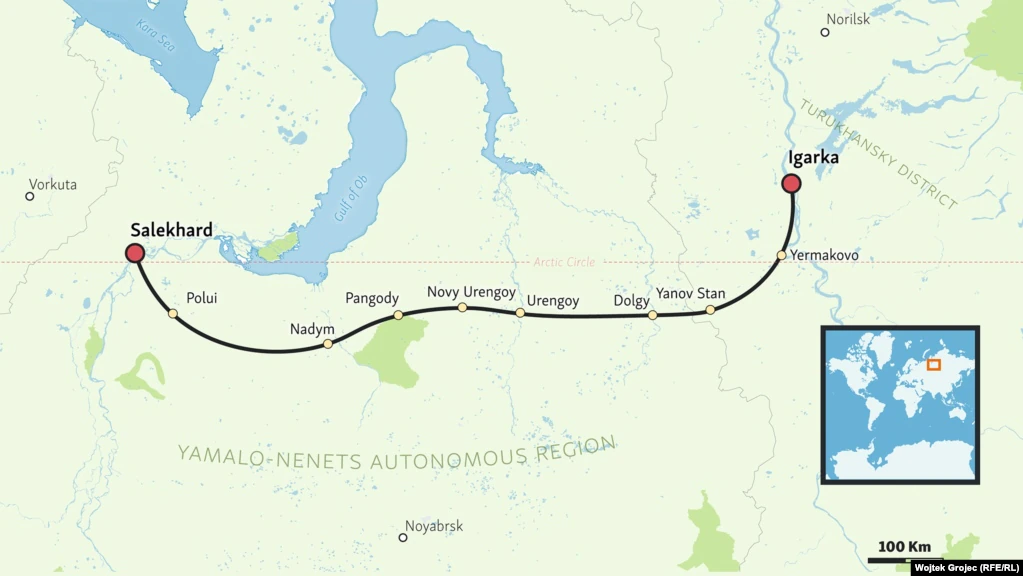 Kara Sea
Norilsk
TURUKHANSKY DISTRICT
Igarka
Vorkuta
Gulf of Ob
Salekhard
Yermakovo
Arctic Circle
Polui
Pangody
Novy Urengoy
Urengoy
Dolgy
Yanov Stan
Nadym
YAMALO-NENETS AUTONOMOUS REGION
Noyabrsk
100 Km
Wojtek Grojec (RFE/RL)